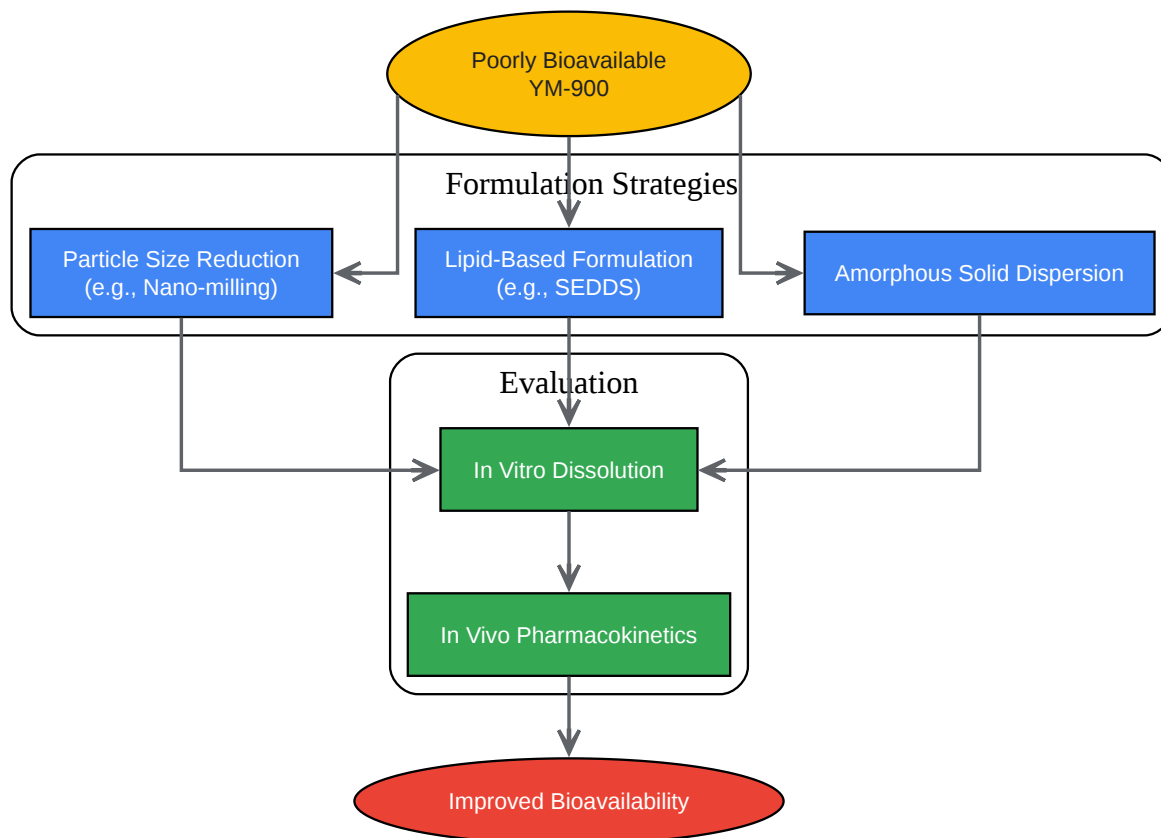 Poorly Bioavailable
YM-900
Formulation Strategies
Particle Size Reduction
(e.g., Nano-milling)
Lipid-Based Formulation
(e.g., SEDDS)
Amorphous Solid Dispersion
Evaluation
In Vitro Dissolution
In Vivo Pharmacokinetics
Improved Bioavailability